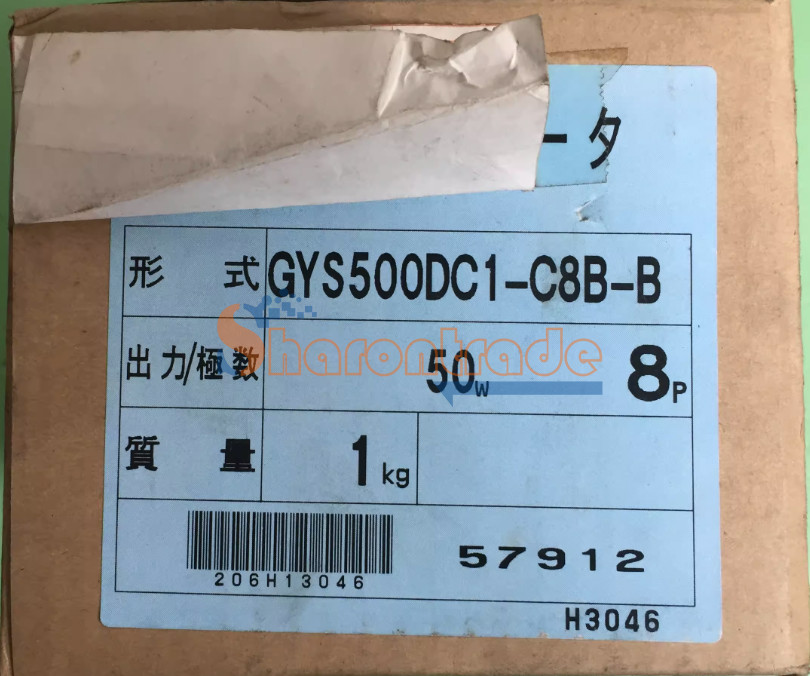 ータ
形 式 GYS500DC1-C8B-B
Sharontrade
出力/極数 50W 8P
質 量 1kg
206H13046
57912
H3046